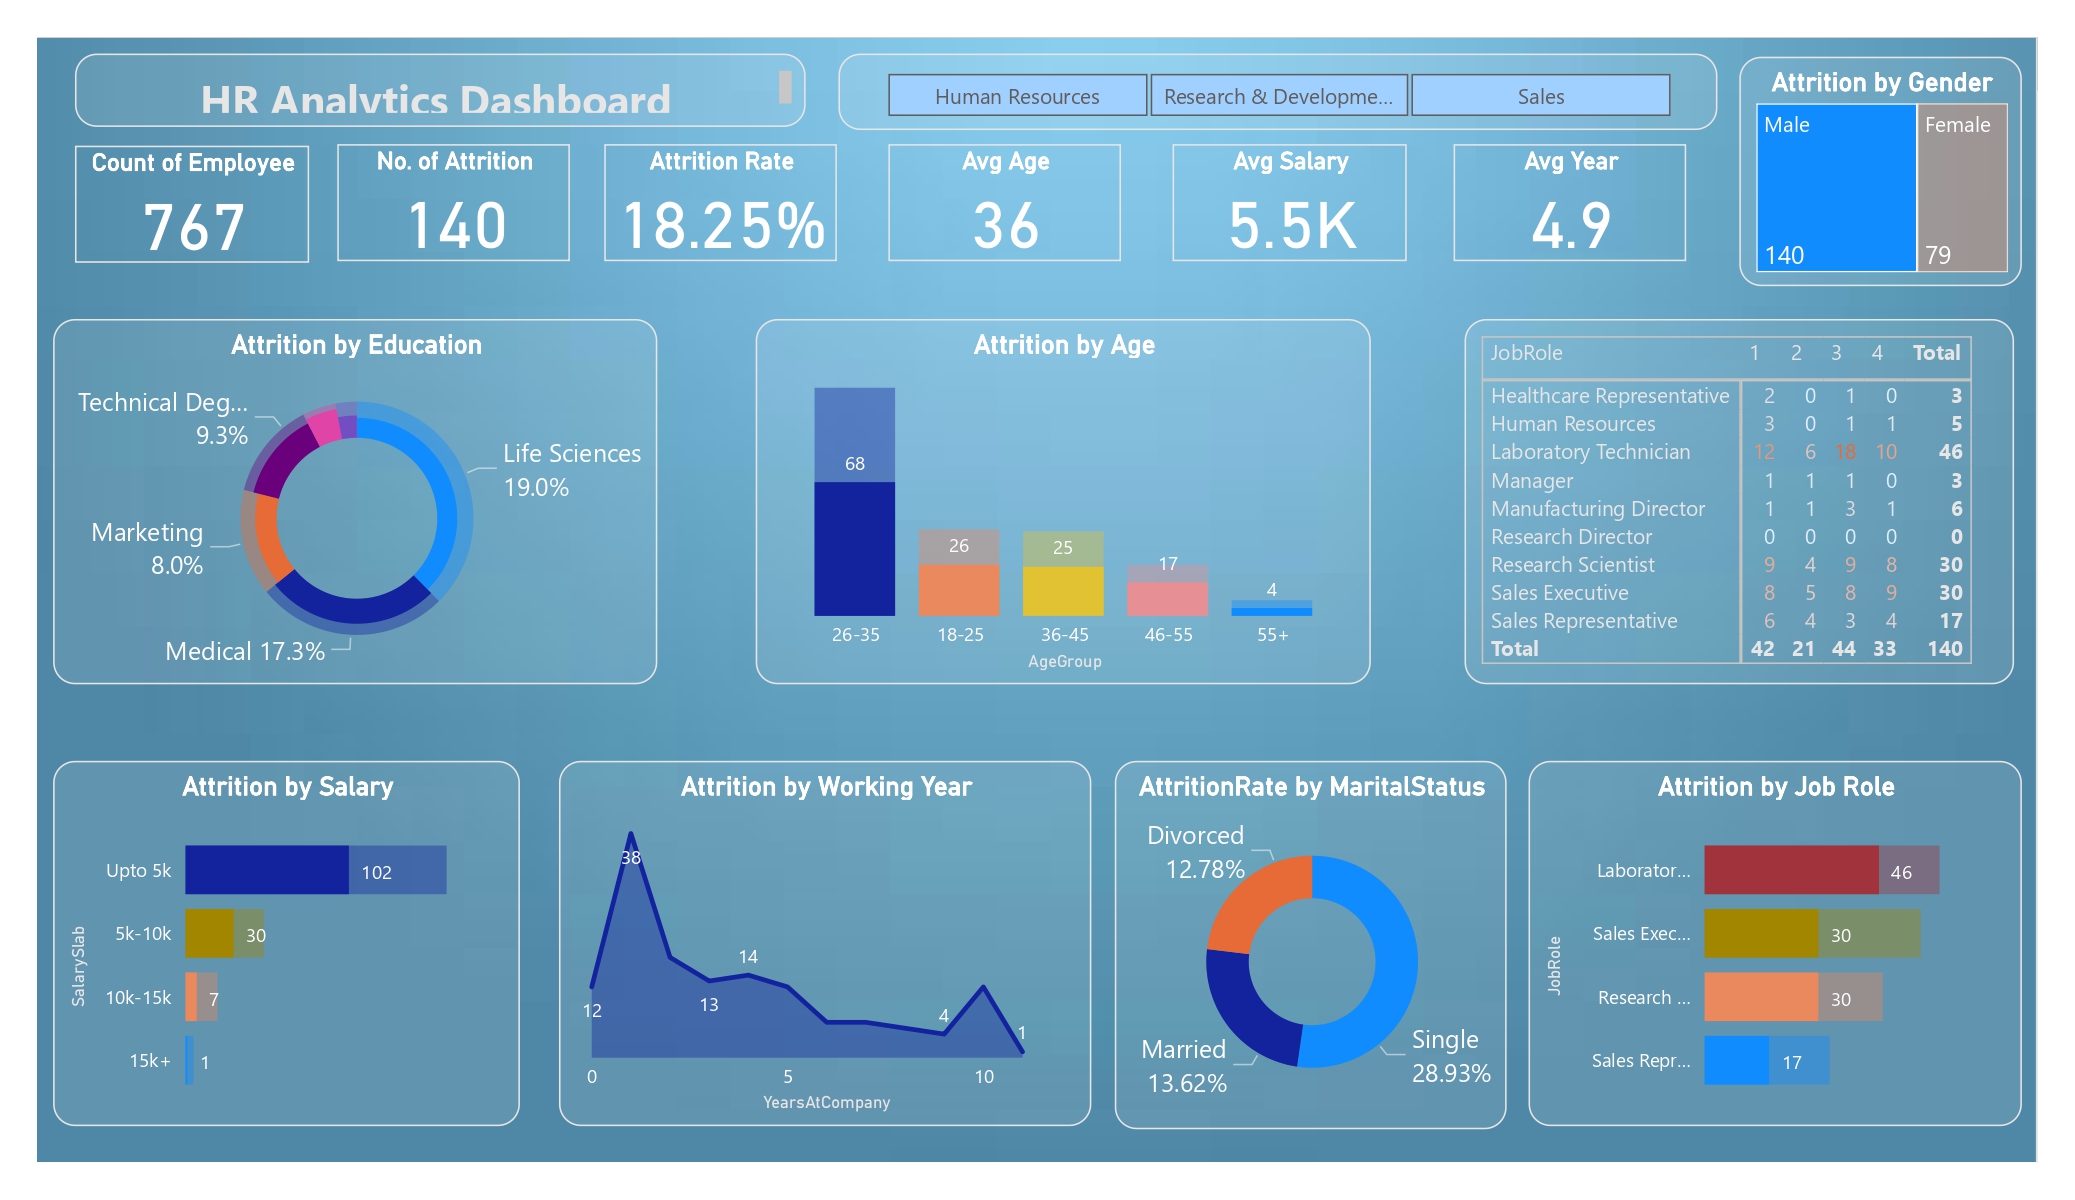 HR Analytics Dashboard
Human Resources
Research & Developme...
Sales
Attrition by Gender
Male
Female
140
79
Count of Employee
767
No. of Attrition
140
Attrition Rate
18.25%
Avg Age
36
Avg Salary
5.5K
Avg Year
4.9
Attrition by Education
Technical Deg...
9.3%
Life Sciences
19.0%
Marketing
8.0%
Medical 17.3%
Attrition by Age
68
26
25
17
4
26-35
18-25
36-45
46-55
55+
AgeGroup
JobRole 1 2 3 4 Total
Healthcare Representative 2 0 1 0 3
Human Resources 3 0 1 1 5
Laboratory Technician 12 6 18 10 46
Manager 1 1 1 0 3
Manufacturing Director 1 1 3 1 6
Research Director 0 0 0 0 0
Research Scientist 9 4 9 8 30
Sales Executive 8 5 8 9 30
Sales Representative 6 4 3 4 17
Total 42 21 44 33 140
Attrition by Salary
SalarySlab
Upto 5k 102
5k-10k 30
10k-15k 7
15k+ 1
Attrition by Working Year
38
14
12
13
4
1
0
5
10
YearsAtCompany
AttritionRate by MaritalStatus
Divorced
12.78%
Married
13.62%
Single
28.93%
Attrition by Job Role
JobRole
Laborator... 46
Sales Exec... 30
Research ... 30
Sales Repr... 17